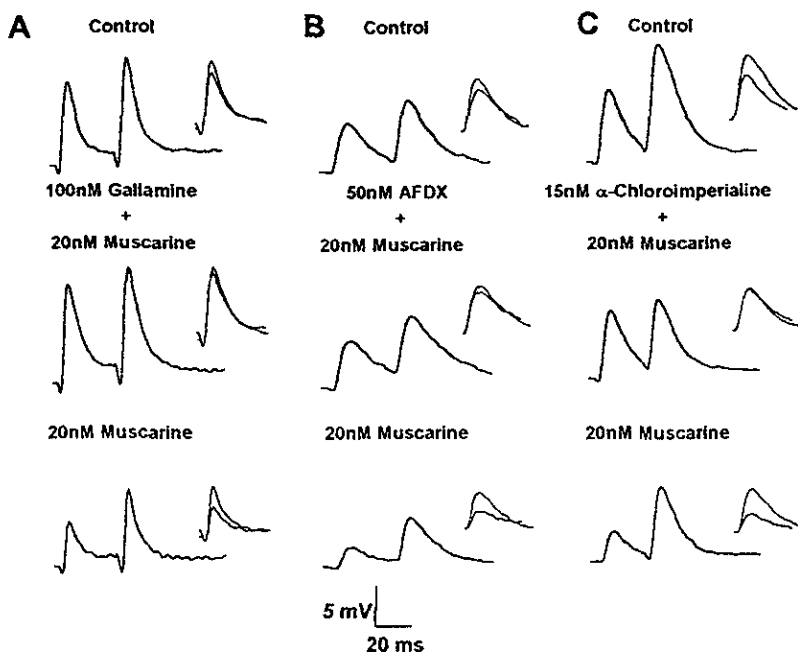 A
Control
100nM Gallamine
+
20nM Muscarine
20nM Muscarine
B
Control
50nM AFDX
+
20nM Muscarine
20nM Muscarine
C
Control
15nM α-Chloroimperialine
+
20nM Muscarine
20nM Muscarine
5 mV
20 ms